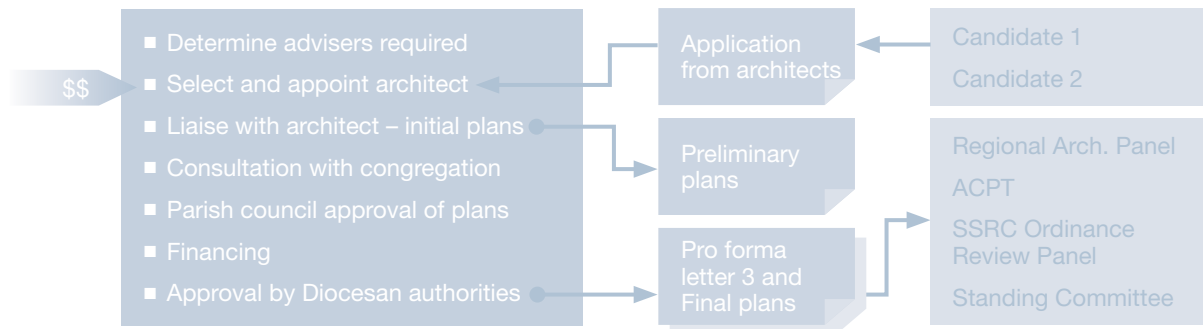 $$
■ Determine advisers required
■ Select and appoint architect
■ Liaise with architect – initial plans
■ Consultation with congregation
■ Parish council approval of plans
■ Financing
■ Approval by Diocesan authorities
Application
from architects
Preliminary
plans
Pro forma
letter 3 and
Final plans
Candidate 1
Candidate 2
Regional Arch. Panel
ACPT
SSRC Ordinance
Review Panel
Standing Committee